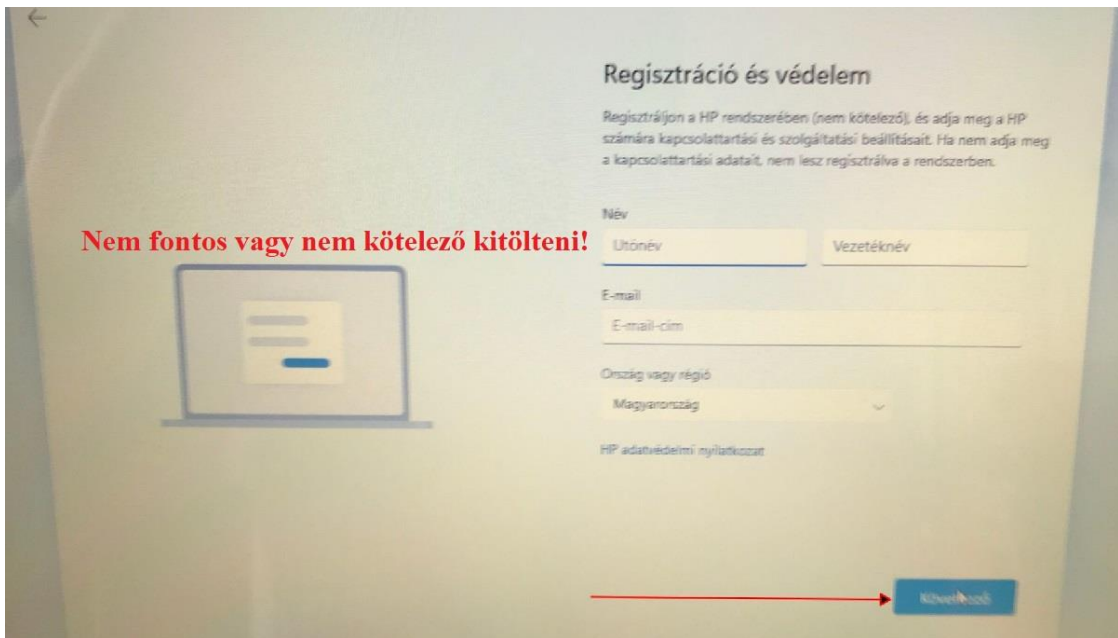 Regisztráció és védelem
Regisztráljon a HP rendszerében (nem kötelező), és adja meg a HP
számára kapcsolattartási és szolgáltatási beállításait. Ha nem adja meg
a kapcsolattartási adatait, nem lesz regisztrálva a rendszerben.
Név
Nem fontos vagy nem kötelező kitölteni!
Utónév Vezetéknév
E-mail
E-mail-cím
Ország vagy régió
Magyarország
HP adatvédelmi nyilatkozat
Következő